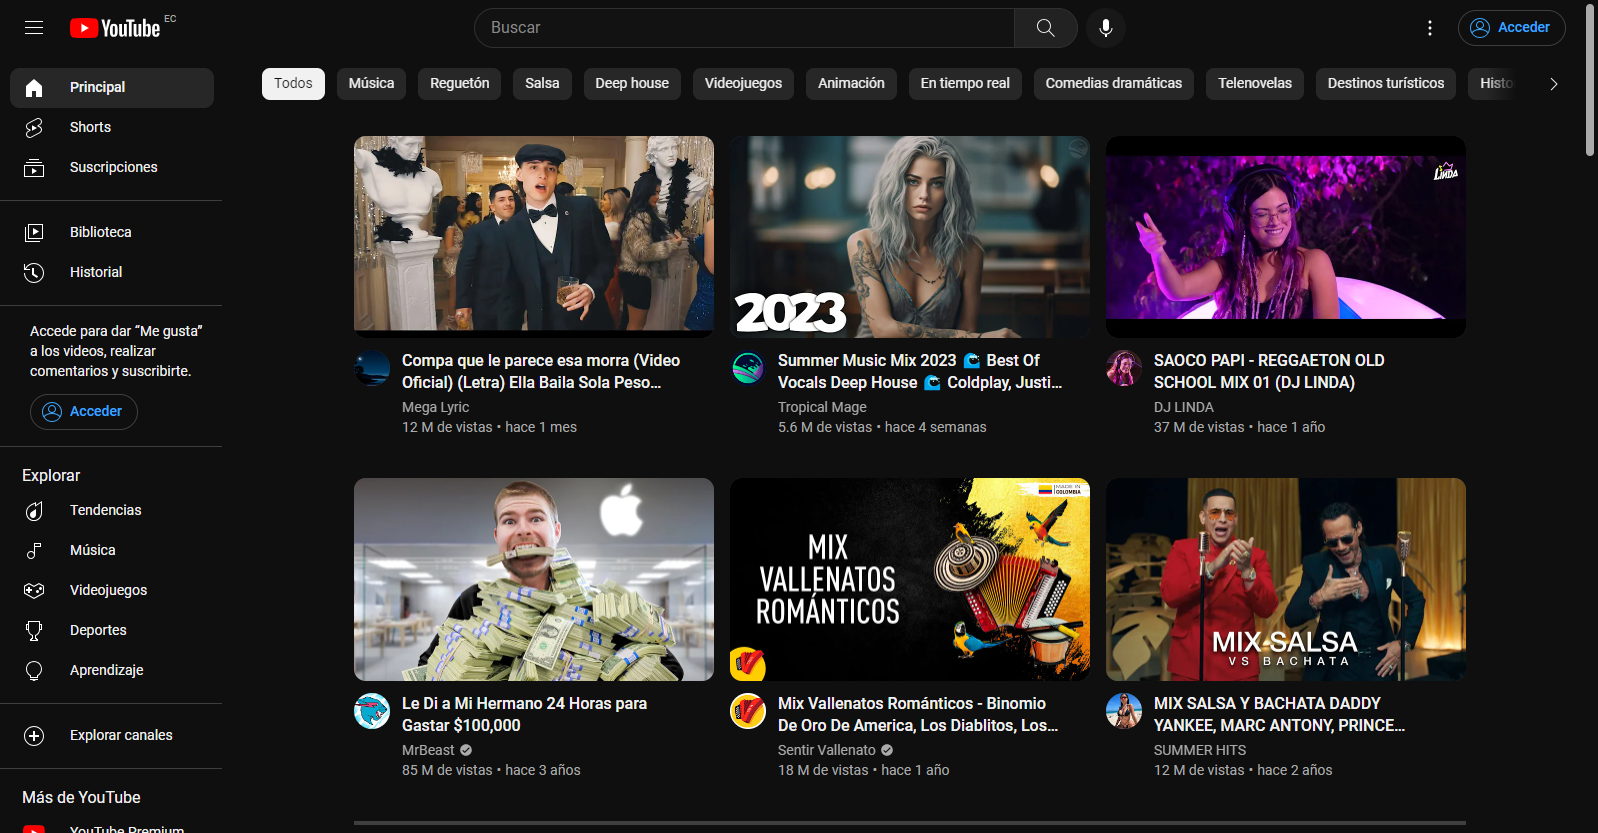 YouTube EC
Buscar
Acceder
Principal
Shorts
Suscripciones
Biblioteca
Historial
Accede para dar “Me gusta”
a los videos, realizar
comentarios y suscribirte.
Acceder
Explorar
Tendencias
Música
Videojuegos
Deportes
Aprendizaje
Explorar canales
Más de YouTube
YouTube Premium
Todos
Música
Reguetón
Salsa
Deep house
Videojuegos
Animación
En tiempo real
Comedias dramáticas
Telenovelas
Destinos turísticos
Histo
Compa que le parece esa morra (Video
Oficial) (Letra) Ella Baila Sola Peso...
Mega Lyric
12 M de vistas • hace 1 mes
2023
Summer Music Mix 2023 🌊 Best Of
Vocals Deep House 🌊 Coldplay, Justi...
Tropical Mage
5.6 M de vistas • hace 4 semanas
LINDA
SAOCO PAPI - REGGAETON OLD
SCHOOL MIX 01 (DJ LINDA)
DJ LINDA
37 M de vistas • hace 1 año
Le Di a Mi Hermano 24 Horas para
Gastar $100,000
MrBeast
85 M de vistas • hace 3 años
MADE IN
COLOMBIA
MIX
VALLENATOS
ROMÁNTICOS
Mix Vallenatos Románticos - Binomio
De Oro De America, Los Diablitos, Los...
Sentir Vallenato
18 M de vistas • hace 1 año
MIX SALSA
VS BACHATA
MIX SALSA Y BACHATA DADDY
YANKEE, MARC ANTONY, PRINCE...
SUMMER HITS
12 M de vistas • hace 2 años